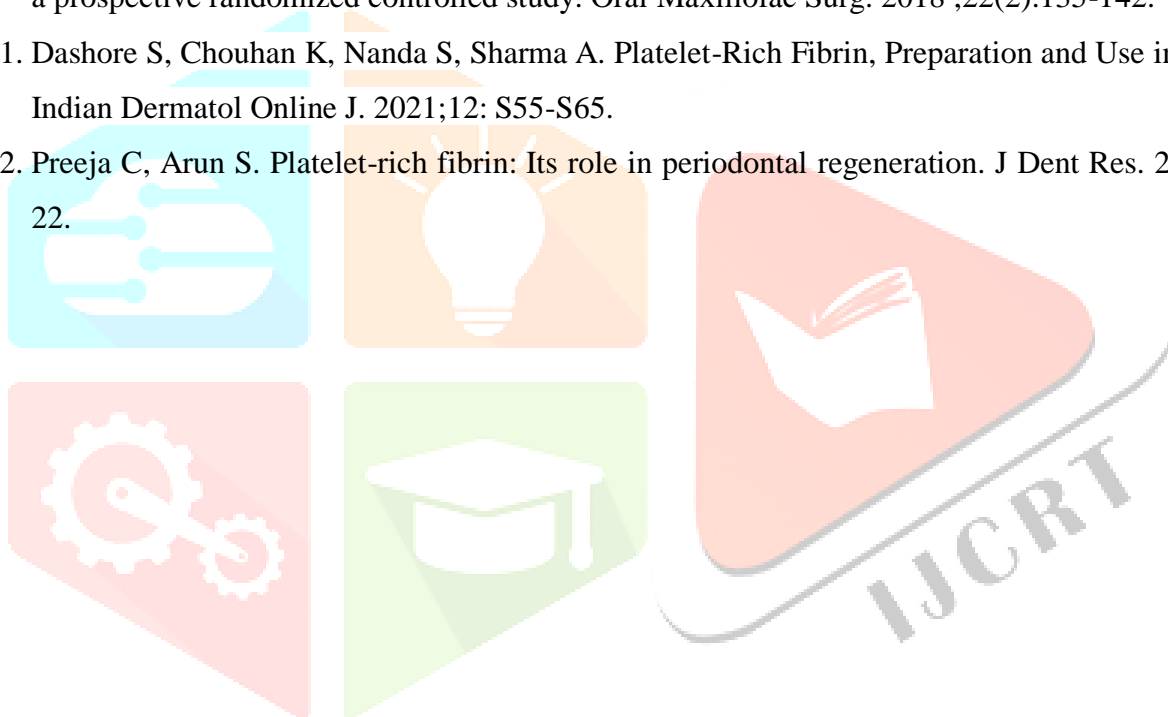 a prospective randomized controlled study. Oral Maxillofac Surg. 2018 ;22(2):135-142.
1. Dashore S, Chouhan K, Nanda S, Sharma A. Platelet-Rich Fibrin, Preparation and Use in
Indian Dermatol Online J. 2021;12: S55-S65.
2. Preeja C, Arun S. Platelet-rich fibrin: Its role in periodontal regeneration. J Dent Res. 2
22.
IJCRT